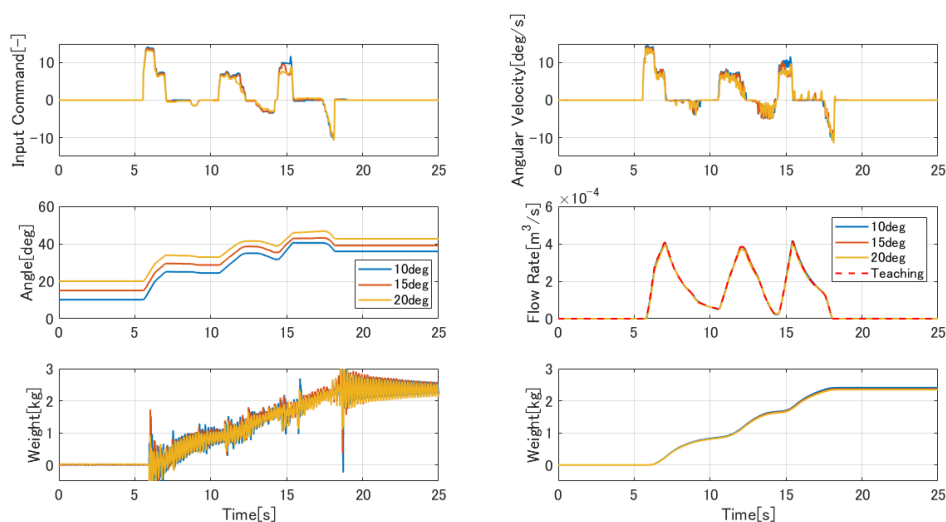 Input Command[-]
10
0
-10
0 5 10 15 20 25
Angular Velocity[deg/s]
10
0
-10
0 5 10 15 20 25
Angle[deg]
60
40
20
0
0 5 10 15 20 25
10deg
15deg
20deg
Flow Rate[m³/s]
×10⁻⁴
6
4
2
0
0 5 10 15 20 25
10deg
15deg
20deg
Teaching
Weight[kg]
3
2
1
0
0 5 10 15 20 25
Time[s]
Weight[kg]
3
2
1
0
0 5 10 15 20 25
Time[s]